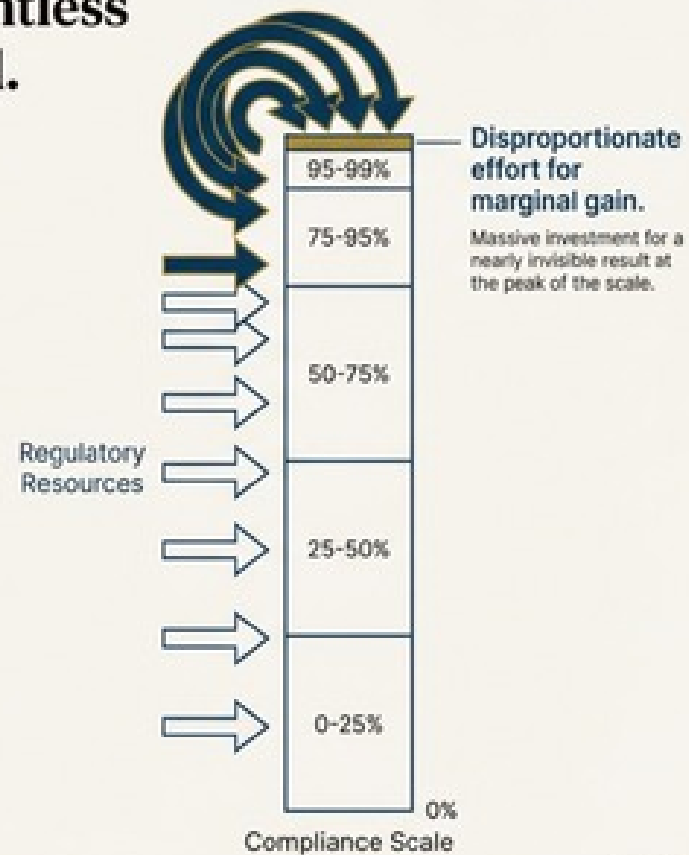 ntless
.
Disproportionate
effort for
marginal gain.
Massive investment for a
nearly invisible result at
the peak of the scale.
95-99%
75-95%
50-75%
Regulatory
Resources
25-50%
0-25%
0%
Compliance Scale